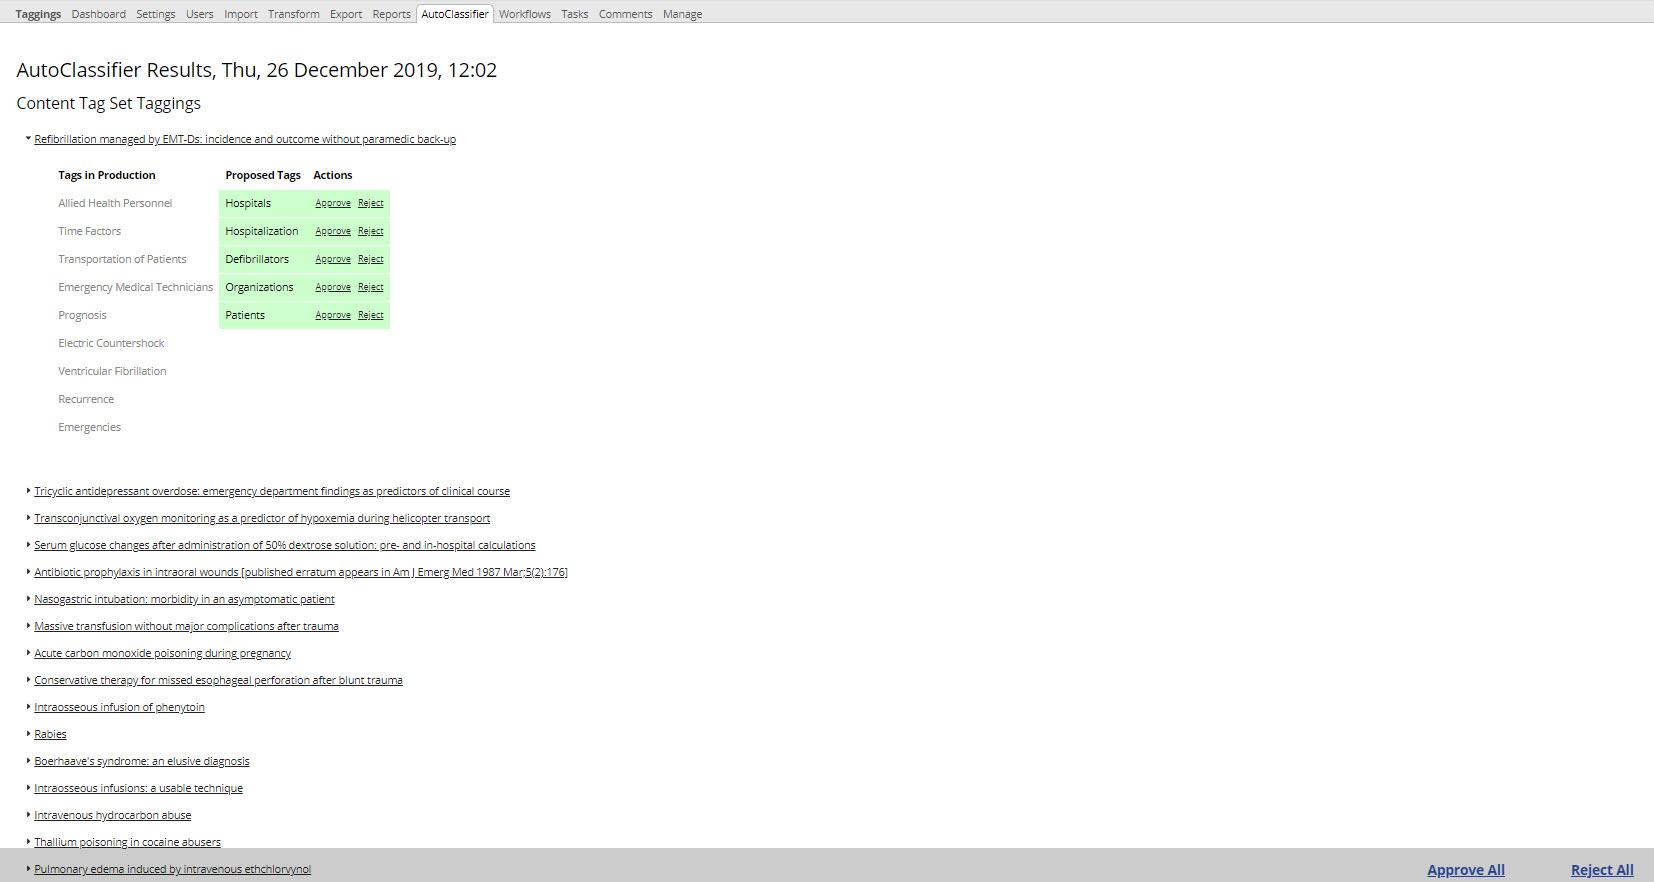 Taggings Dashboard Settings Users Import Transform Export Reports AutoClassifier Workflows Tasks Comments Manage
AutoClassifier Results, Thu, 26 December 2019, 12:02
Content Tag Set Taggings
Refibrillation managed by EMT-Ds: incidence and outcome without paramedic back-up
Tags in Production Proposed Tags Actions
Allied Health Personnel Hospitals Approve Reject
Time Factors Hospitalization Approve Reject
Transportation of Patients Defibrillators Approve Reject
Emergency Medical Technicians Organizations Approve Reject
Prognosis Patients Approve Reject
Electric Countershock
Ventricular Fibrillation
Recurrence
Emergencies
Tricyclic antidepressant overdose: emergency department findings as predictors of clinical course
Transconjunctival oxygen monitoring as a predictor of hypoxemia during helicopter transport
Serum glucose changes after administration of 50% dextrose solution: pre- and in-hospital calculations
Antibiotic prophylaxis in intraoral wounds [published erratum appears in Am J Emerg Med 1987 Mar;5(2):176]
Nasogastric intubation: morbidity in an asymptomatic patient
Massive transfusion without major complications after trauma
Acute carbon monoxide poisoning during pregnancy
Conservative therapy for missed esophageal perforation after blunt trauma
Intraosseous infusion of phenytoin
Rabies
Boerhaave's syndrome: an elusive diagnosis
Intraosseous infusions: a usable technique
Intravenous hydrocarbon abuse
Thallium poisoning in cocaine abusers
Pulmonary edema induced by intravenous ethchlorvynol Approve All Reject All